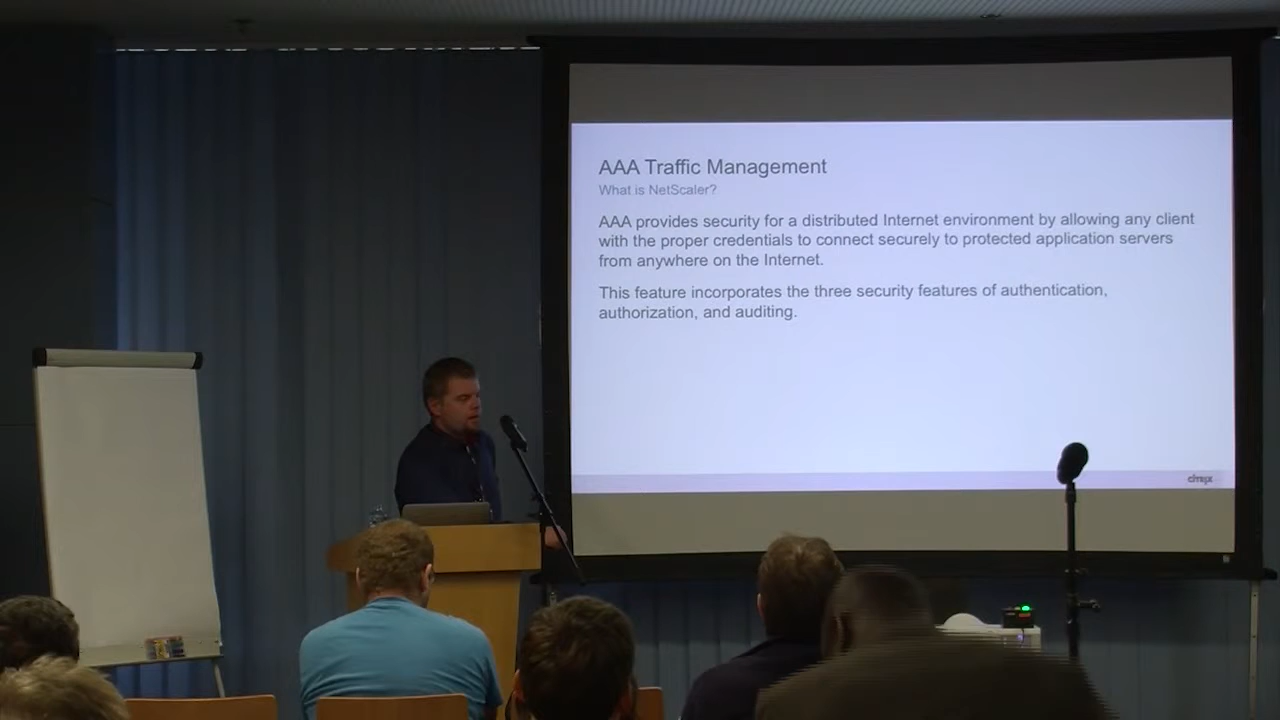 AAA Traffic Management
What is NetScaler?
AAA provides security for a distributed Internet environment by allowing any client
with the proper credentials to connect securely to protected application servers
from anywhere on the Internet.
This feature incorporates the three security features of authentication,
authorization, and auditing.
citrix